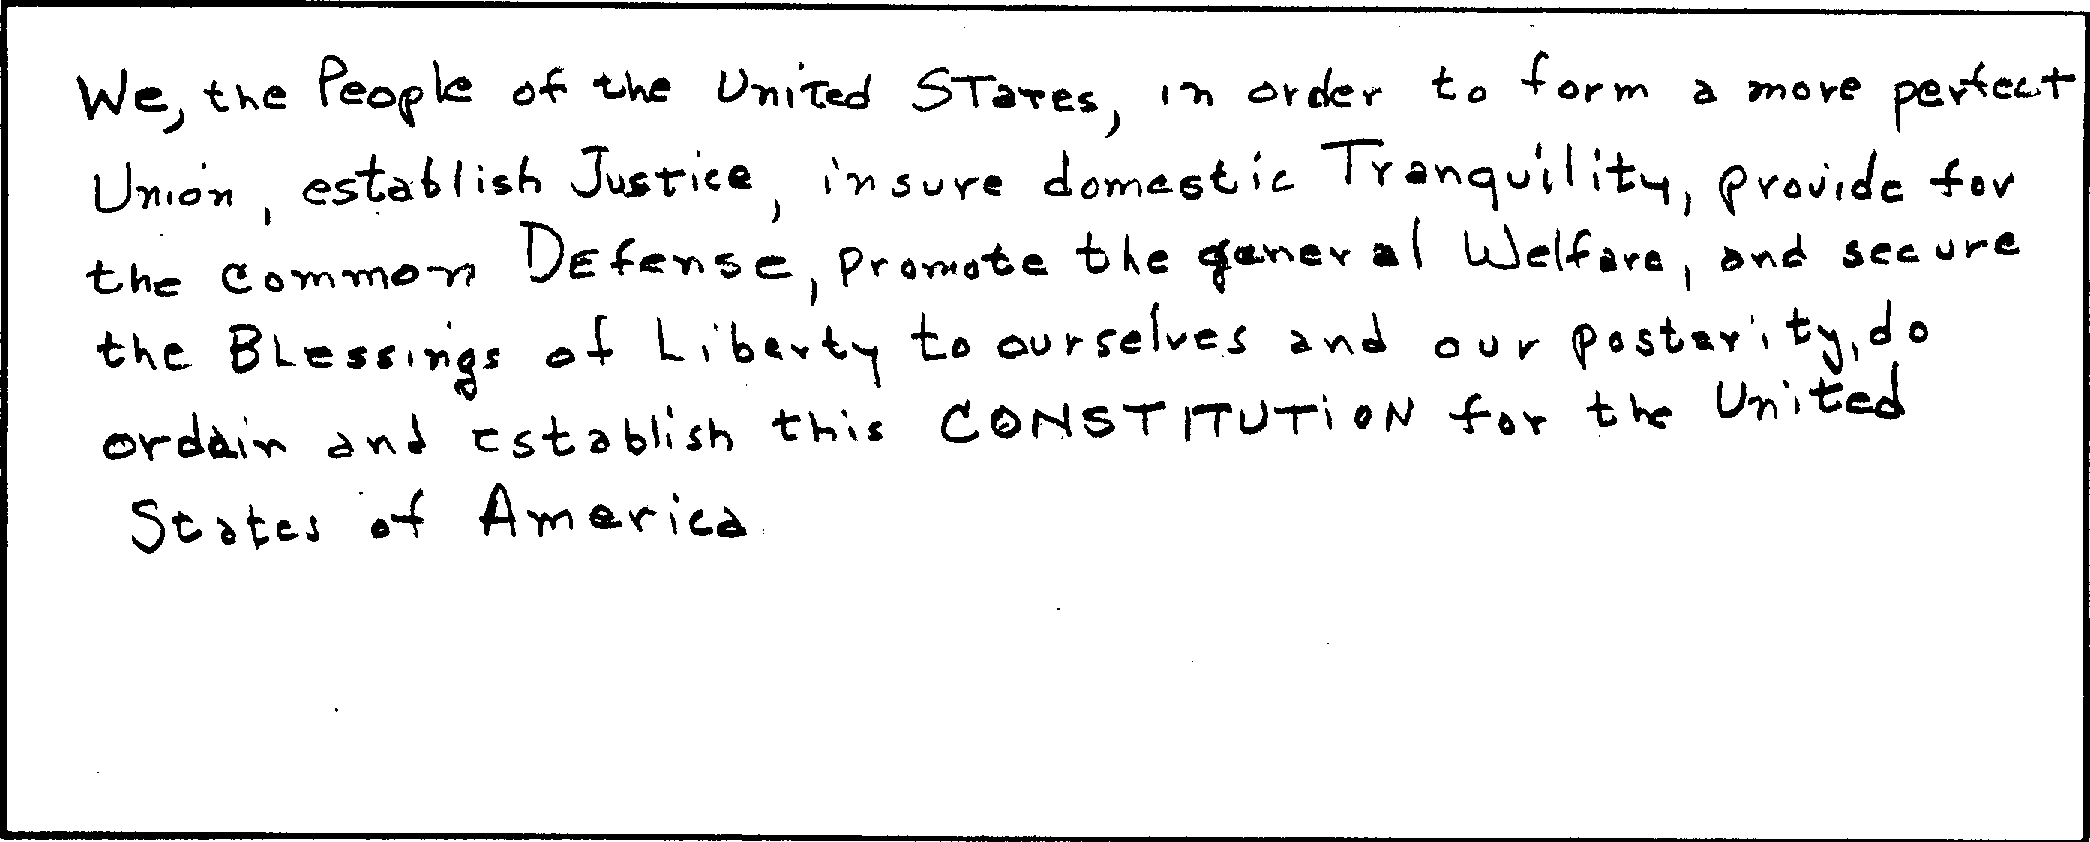 We, the People of the United States, in order to form a more perfect
Union, establish Justice, insure domestic Tranquility, provide for
the common Defense, promote the general Welfare, and secure
the Blessings of Liberty to ourselves and our posterity, do
ordain and establish this CONSTITUTION for the United
States of America